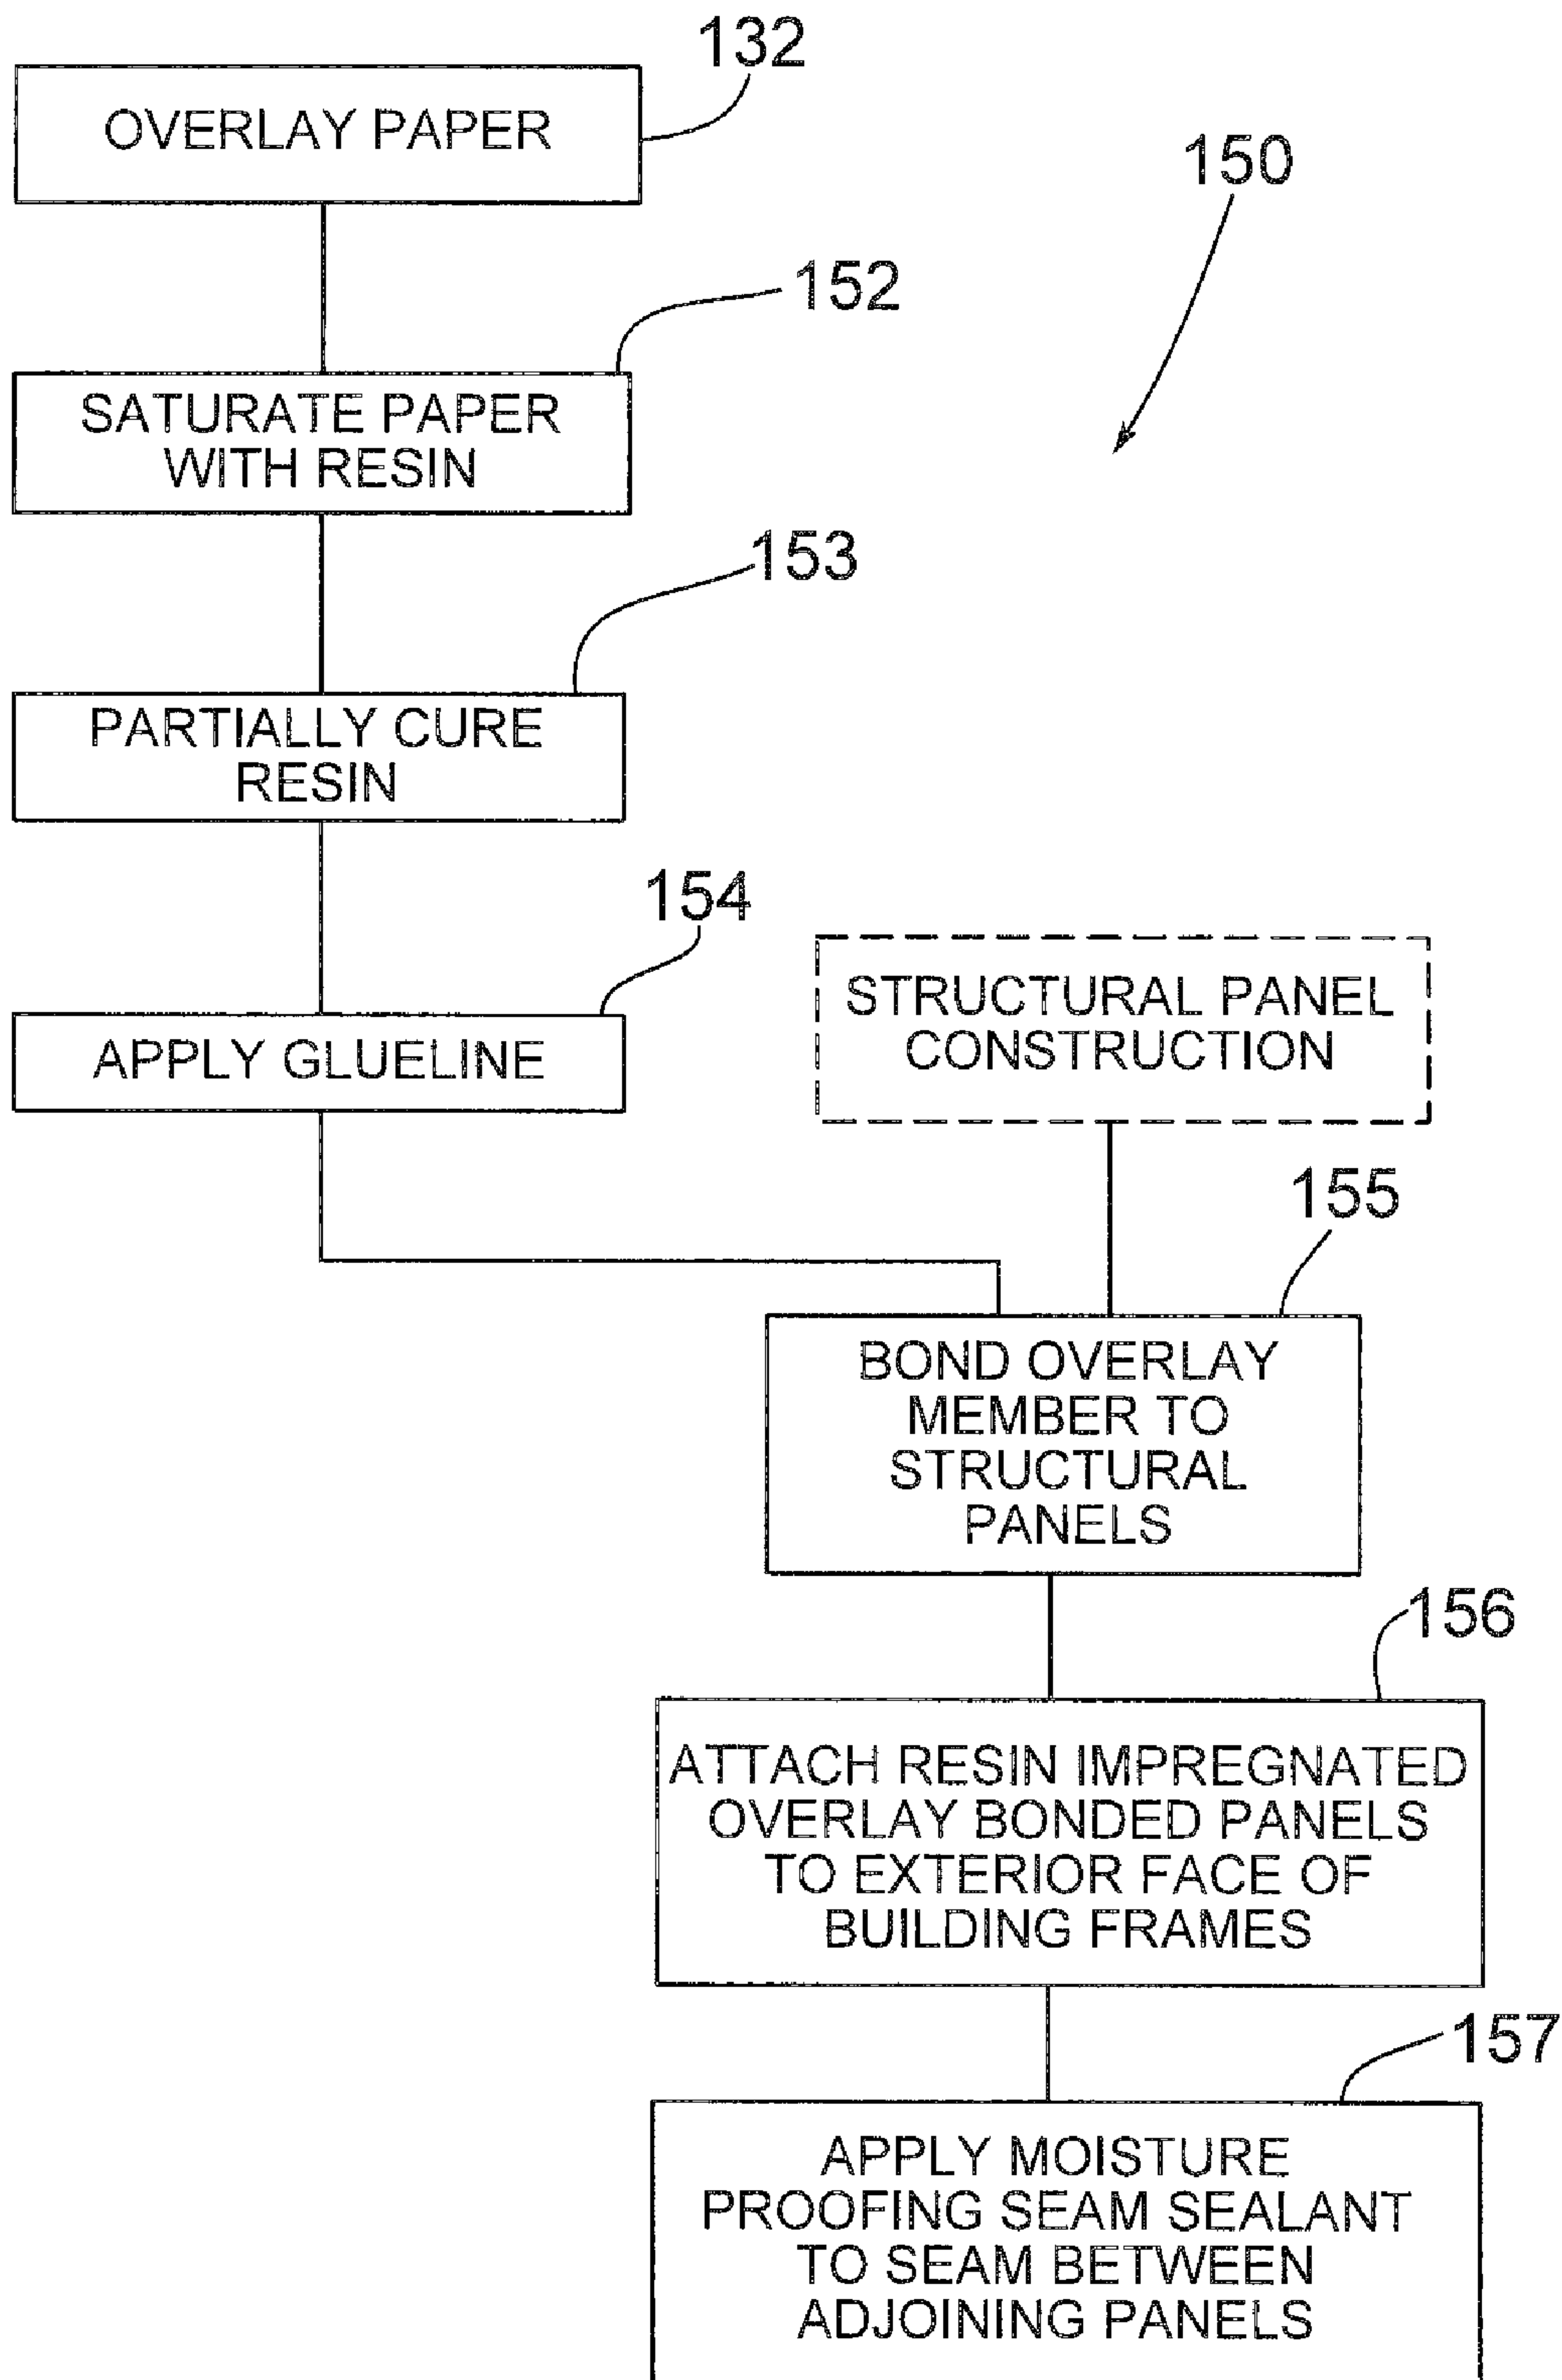 132
OVERLAY PAPER
150
152
SATURATE PAPER
WITH RESIN
153
PARTIALLY CURE
RESIN
154
APPLY GLUELINE
STRUCTURAL PANEL
CONSTRUCTION
155
BOND OVERLAY
MEMBER TO
STRUCTURAL
PANELS
156
ATTACH RESIN IMPREGNATED
OVERLAY BONDED PANELS
TO EXTERIOR FACE OF
BUILDING FRAMES
157
APPLY MOISTURE
PROOFING SEAM SEALANT
TO SEAM BETWEEN
ADJOINING PANELS